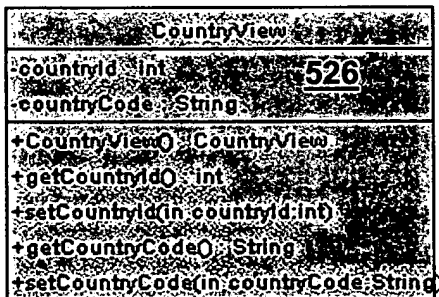 CountryView
-countryId : int
526
-countryCode : String
+CountryView() : CountryView
+getCountryId() : int
+setCountryId(in countryId:int)
+getCountryCode() : String
+setCountryCode(in countryCode:String